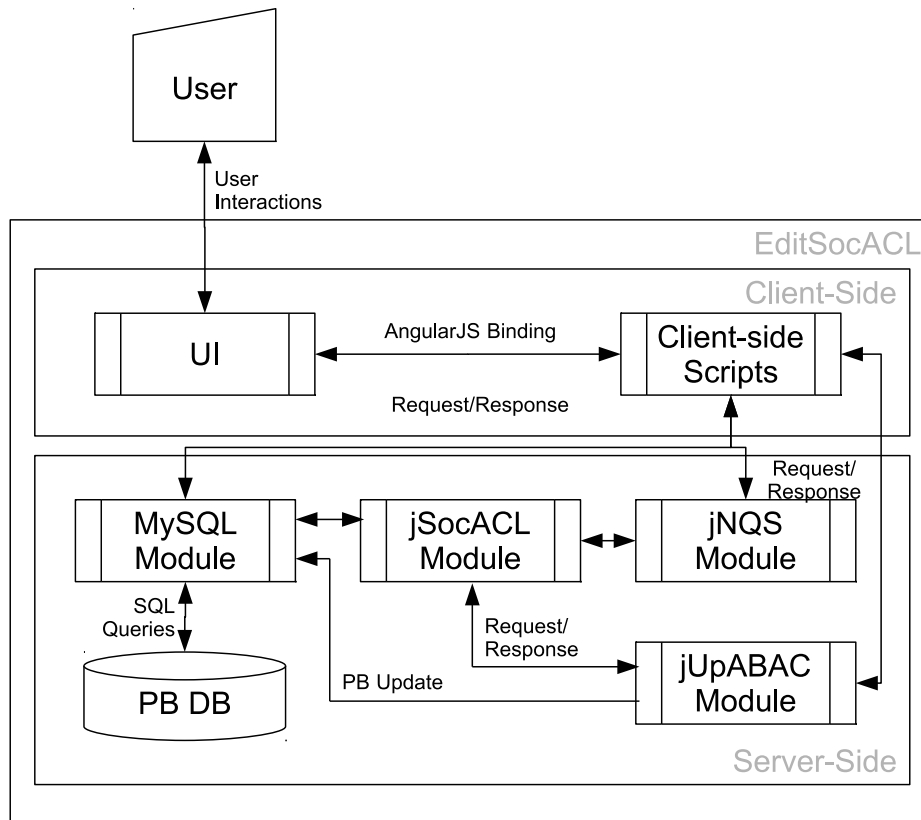 User
User
Interactions
EditSocACL
Client-Side
UI
AngularJS Binding
Client-side
Scripts
Request/Response
Request/
Response
MySQL
Module
jSocACL
Module
jNQS
Module
SQL
Queries
Request/
Response
PB DB
PB Update
jUpABAC
Module
Server-Side